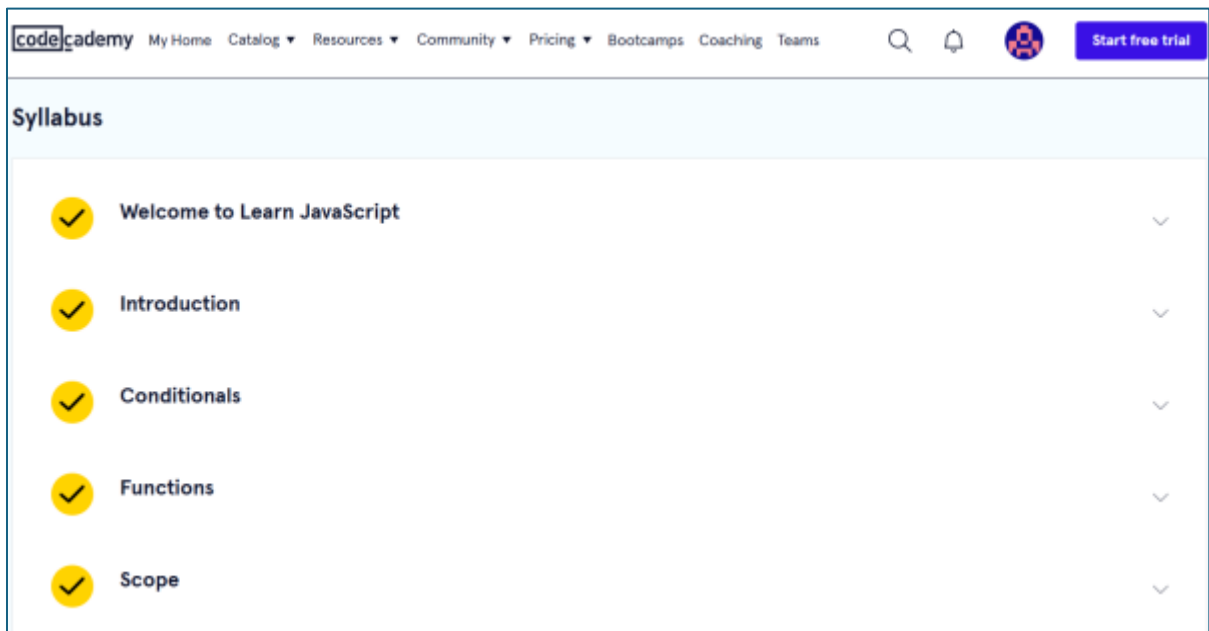 codecademy My Home Catalog Resources Community Pricing Bootcamps Coaching Teams Start free trial
Syllabus
Welcome to Learn JavaScript
Introduction
Conditionals
Functions
Scope